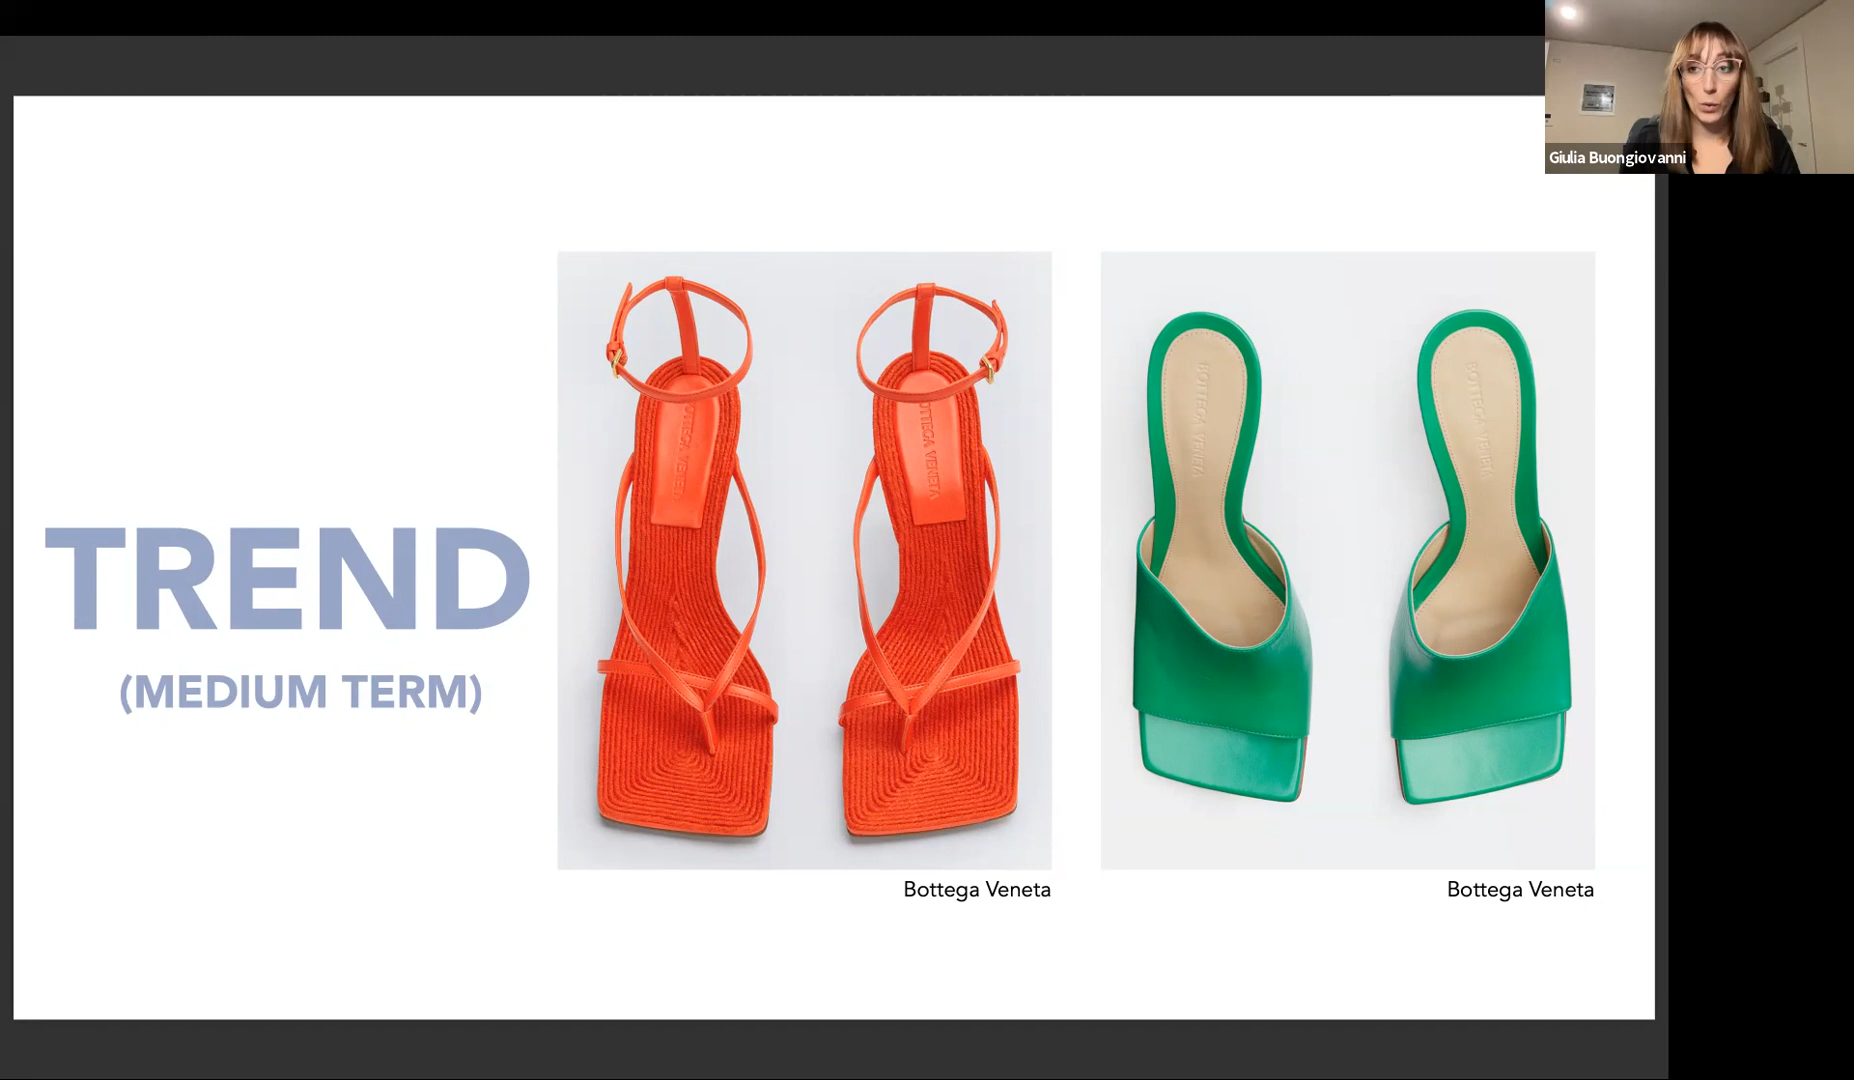 Giulia Buongiovanni
TREND
(MEDIUM TERM)
BOTTEGA VENETA
BOTTEGA VENETA
BOTTEGA VENETA
BOTTEGA VENETA
Bottega Veneta
Bottega Veneta